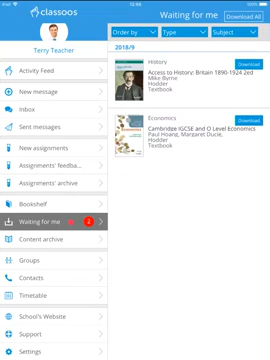 iPad
12:56
classoos
Waiting for me
Download All
Terry Teacher
Order by
Type
Subject
2018/9
Activity Feed
New message
Inbox
Sent messages
New assignments
Assignments' feedba...
Assignments' archive
Bookshelf
Waiting for me
2
Content archive
Groups
Contacts
Timetable
School's Website
Support
Settings
History
Access to History: Britain 1890-1924 2ed
Mike Byrne
Hodder
Textbook
Download
Economics
Cambridge IGCSE and O Level Economics
Paul Hoang, Margaret Ducie,
Hodder
Textbook
Download